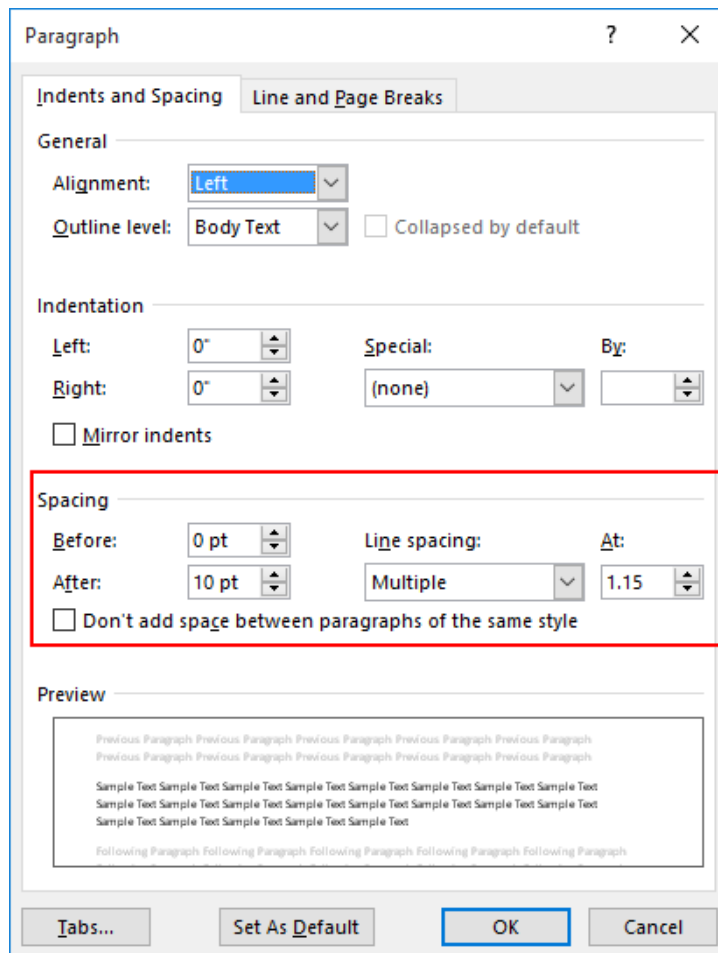 Paragraph ? ×
Indents and Spacing Line and Page Breaks
General
Alignment: Left
Outline level: Body Text Collapsed by default
Indentation
Left: 0" Special: By:
Right: 0" (none)
Mirror indents
Spacing
Before: 0 pt Line spacing: At:
After: 10 pt Multiple 1.15
Don't add space between paragraphs of the same style
Preview
Previous Paragraph Previous Paragraph Previous Paragraph Previous Paragraph Previous Paragraph
Previous Paragraph Previous Paragraph Previous Paragraph Previous Paragraph Previous Paragraph
Sample Text Sample Text Sample Text Sample Text Sample Text Sample Text Sample Text Sample Text
Sample Text Sample Text Sample Text Sample Text Sample Text Sample Text Sample Text Sample Text
Sample Text Sample Text Sample Text Sample Text Sample Text
Following Paragraph Following Paragraph Following Paragraph Following Paragraph Following Paragraph
Tabs... Set As Default OK Cancel